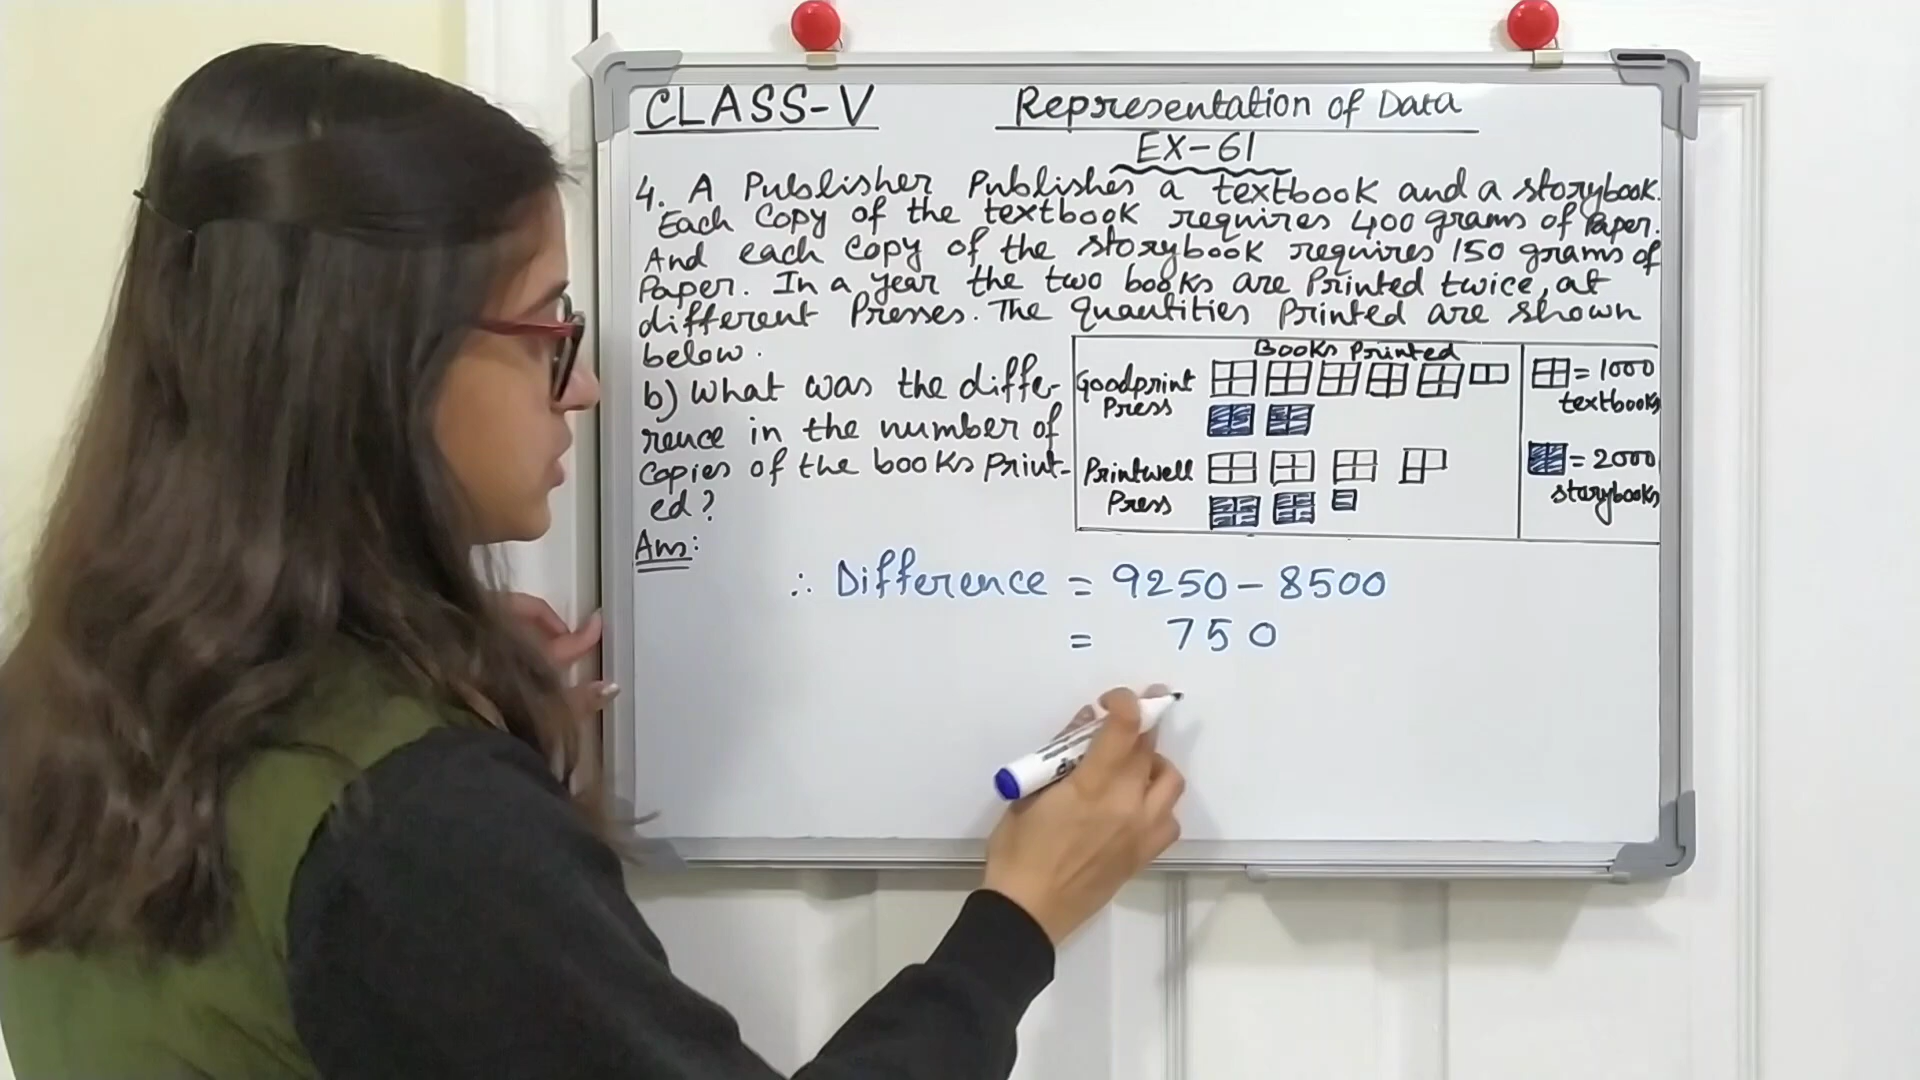 CLASS-V Representation of Data
EX-61
4. A Publisher Publishes a textbook and a storybook.
Each Copy of the textbook requires 400 grams of Paper.
And each copy of the storybook requires 150 grams of
Paper. In a year the two books are Printed twice, at
different Presses. The quantities Printed are shown
below.
b) What was the diffe-
rence in the number of
Copies of the books Print-
ed?
Books Printed
Goodprint
Press
Printwell
Press
= 1000
textbooks
= 2000
storybooks
Ans:
∴ Difference = 9250 - 8500
= 750